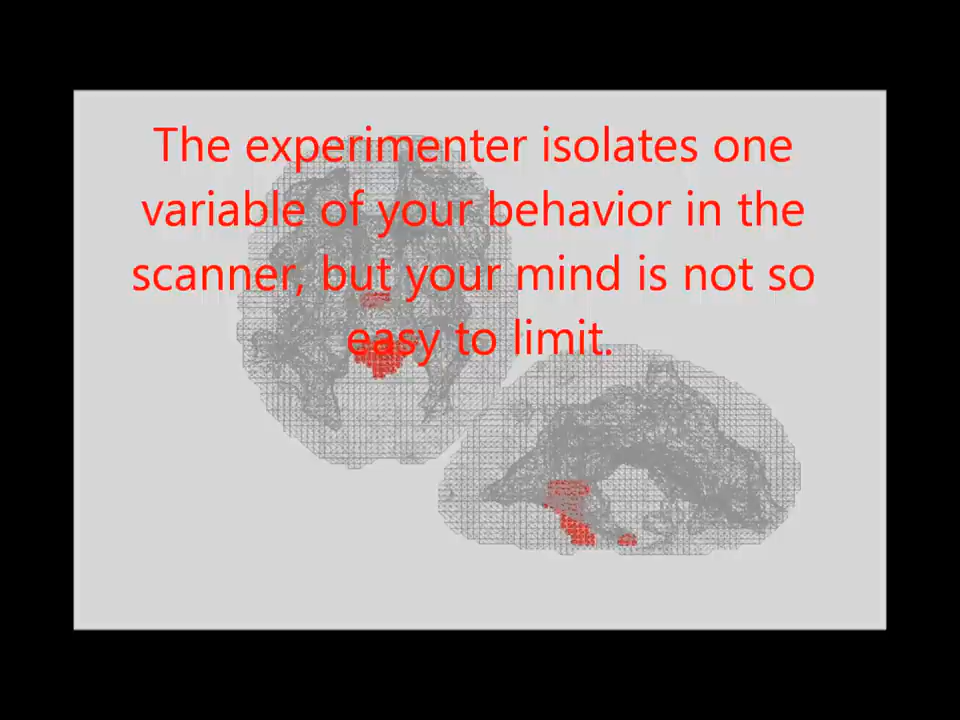 The experimenter isolates one
variable of your behavior in the
scanner, but your mind is not so
easy to limit.